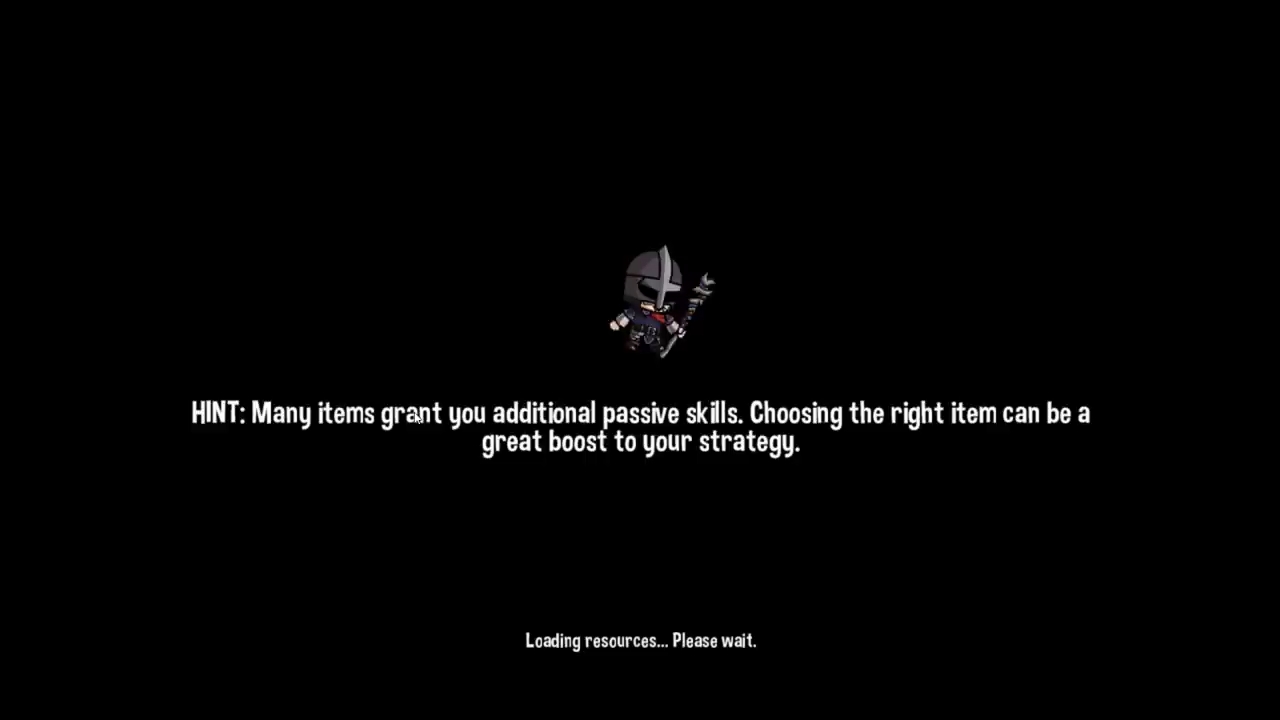 HINT: Many items grant you additional passive skills. Choosing the right item can be a
great boost to your strategy.
Loading resources... Please wait.